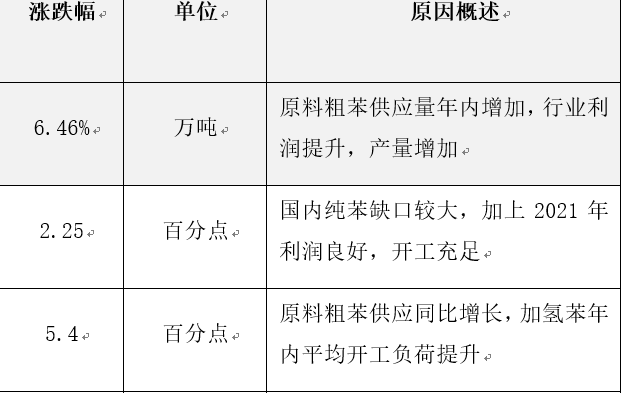 涨跌幅 单位 原因概述
6.46% 万吨 原料粗苯供应量年内增加，行业利
润提升，产量增加
2.25 百分点 国内纯苯缺口较大，加上 2021 年
利润良好，开工充足
5.4 百分点 原料粗苯供应同比增长，加氢苯年
内平均开工负荷提升